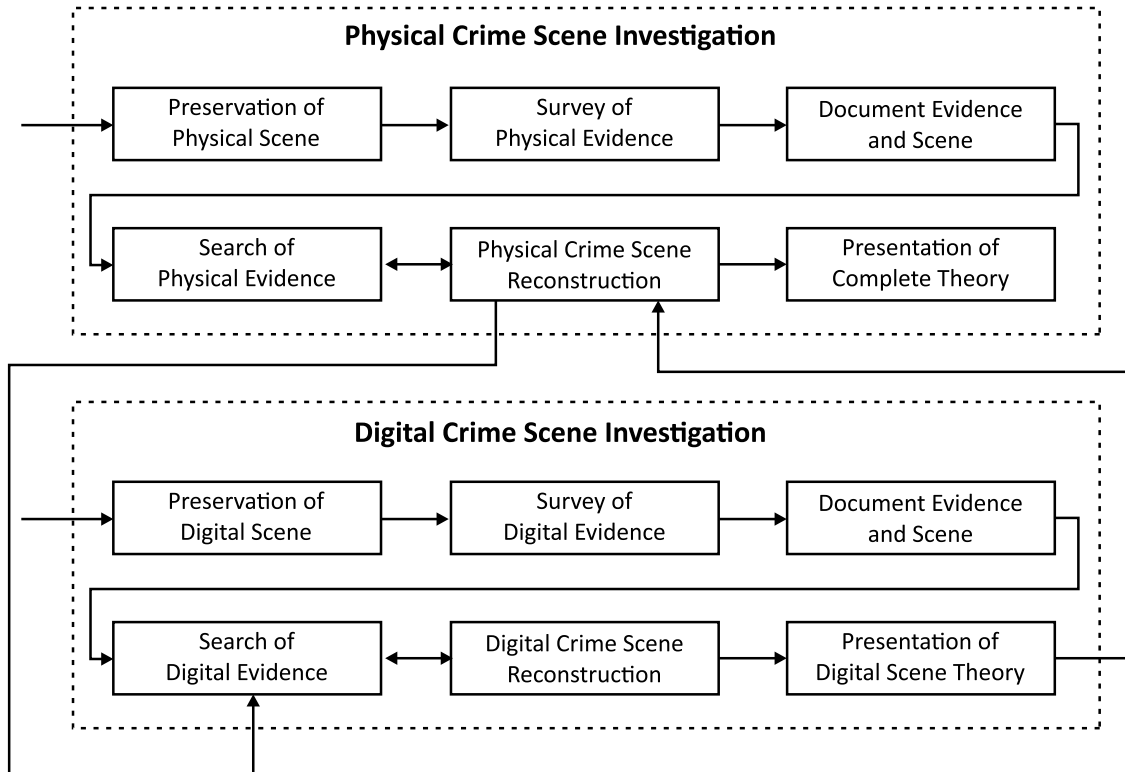 Physical Crime Scene Investigation
Preservation of
Physical Scene
Survey of
Physical Evidence
Document Evidence
and Scene
Search of
Physical Evidence
Physical Crime Scene
Reconstruction
Presentation of
Complete Theory
Digital Crime Scene Investigation
Preservation of
Digital Scene
Survey of
Digital Evidence
Document Evidence
and Scene
Search of
Digital Evidence
Digital Crime Scene
Reconstruction
Presentation of
Digital Scene Theory